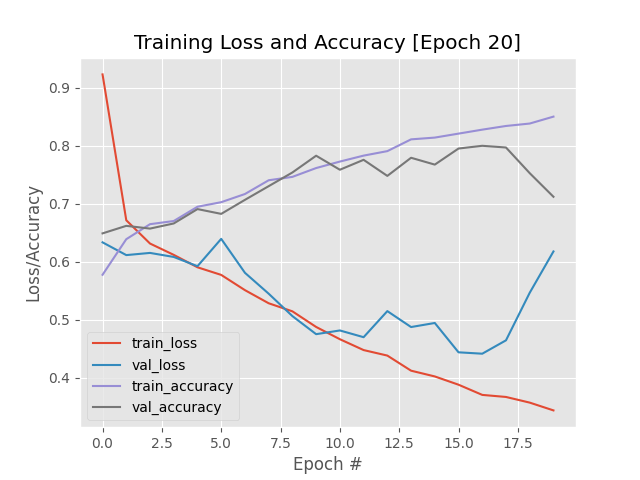 Training Loss and Accuracy [Epoch 20]
Loss/Accuracy
0.9
0.8
0.7
0.6
0.5
0.4
train_loss
val_loss
train_accuracy
val_accuracy
0.0 2.5 5.0 7.5 10.0 12.5 15.0 17.5
Epoch #